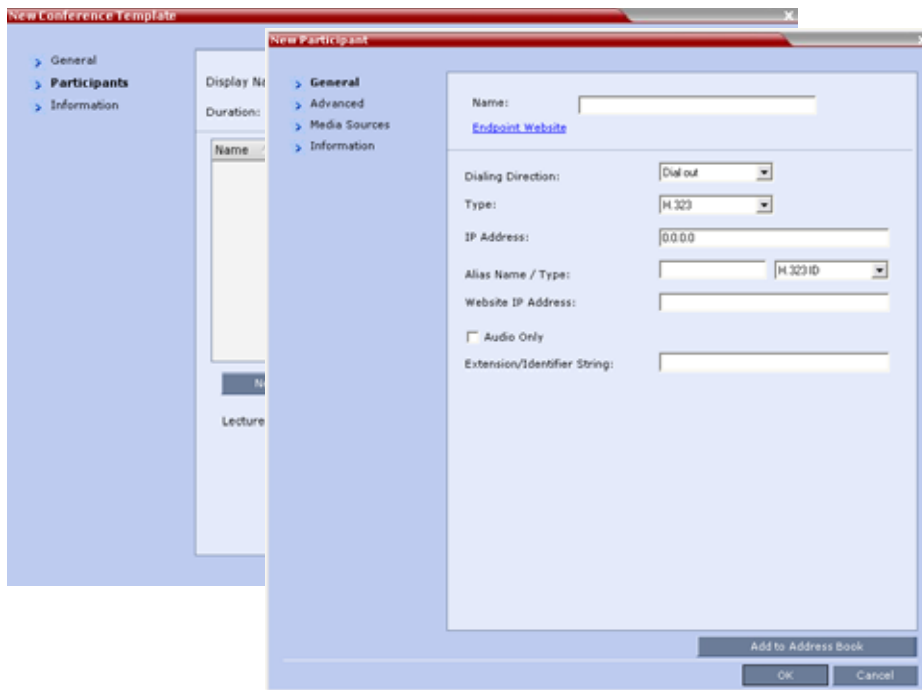 New Conference Template X
General
Participants
Information
Display Na
Duration:
Name
Ne
Lecture
New Participant
General
Advanced
Media Sources
Information
Name:
Endpoint Website
Dialing Direction: Dial out
Type: H.323
IP Address: 0.0.0.0
Alias Name / Type: H.323 ID
Website IP Address:
Audio Only
Extension/Identifier String:
Add to Address Book
OK Cancel